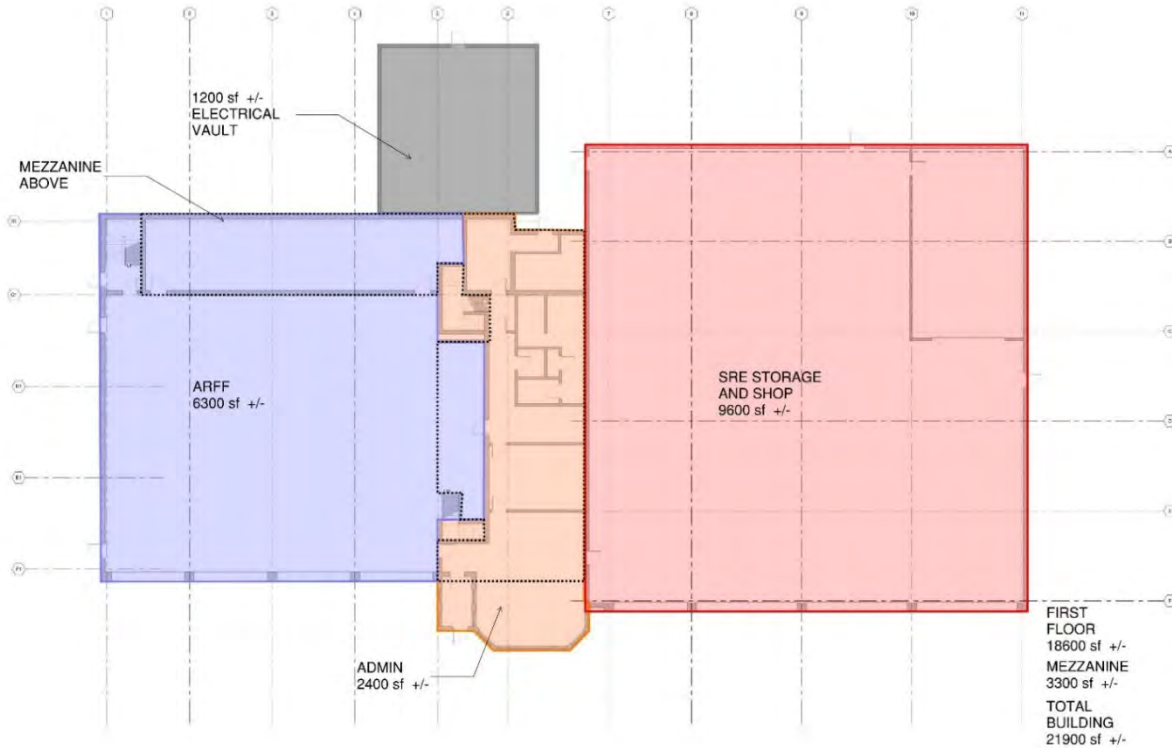 1200 sf +/-
ELECTRICAL
VAULT
MEZZANINE
ABOVE
ARFF
6300 sf +/-
SRE STORAGE
AND SHOP
9600 sf +/-
ADMIN
2400 sf +/-
FIRST
FLOOR
18600 sf +/-
MEZZANINE
3300 sf +/-
TOTAL
BUILDING
21900 sf +/-